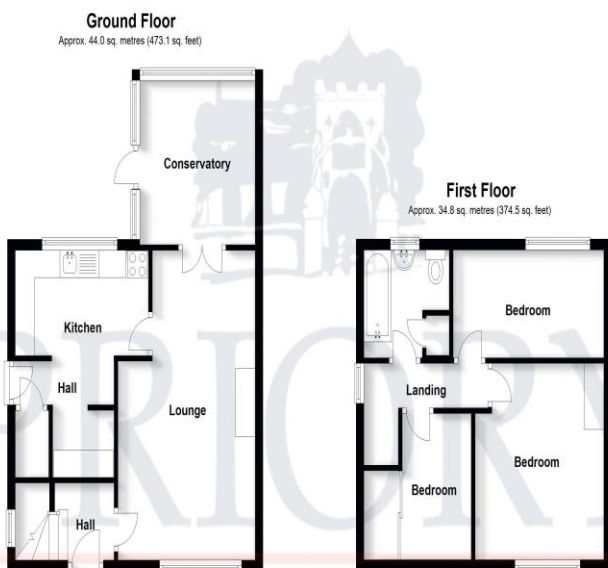 Ground Floor
Approx. 44.0 sq. metres (473.1 sq. feet)
Conservatory
Kitchen
Hall
Lounge
Hall
First Floor
Approx. 34.8 sq. metres (374.5 sq. feet)
Bedroom
Landing
Bedroom
Bedroom
PRIORY